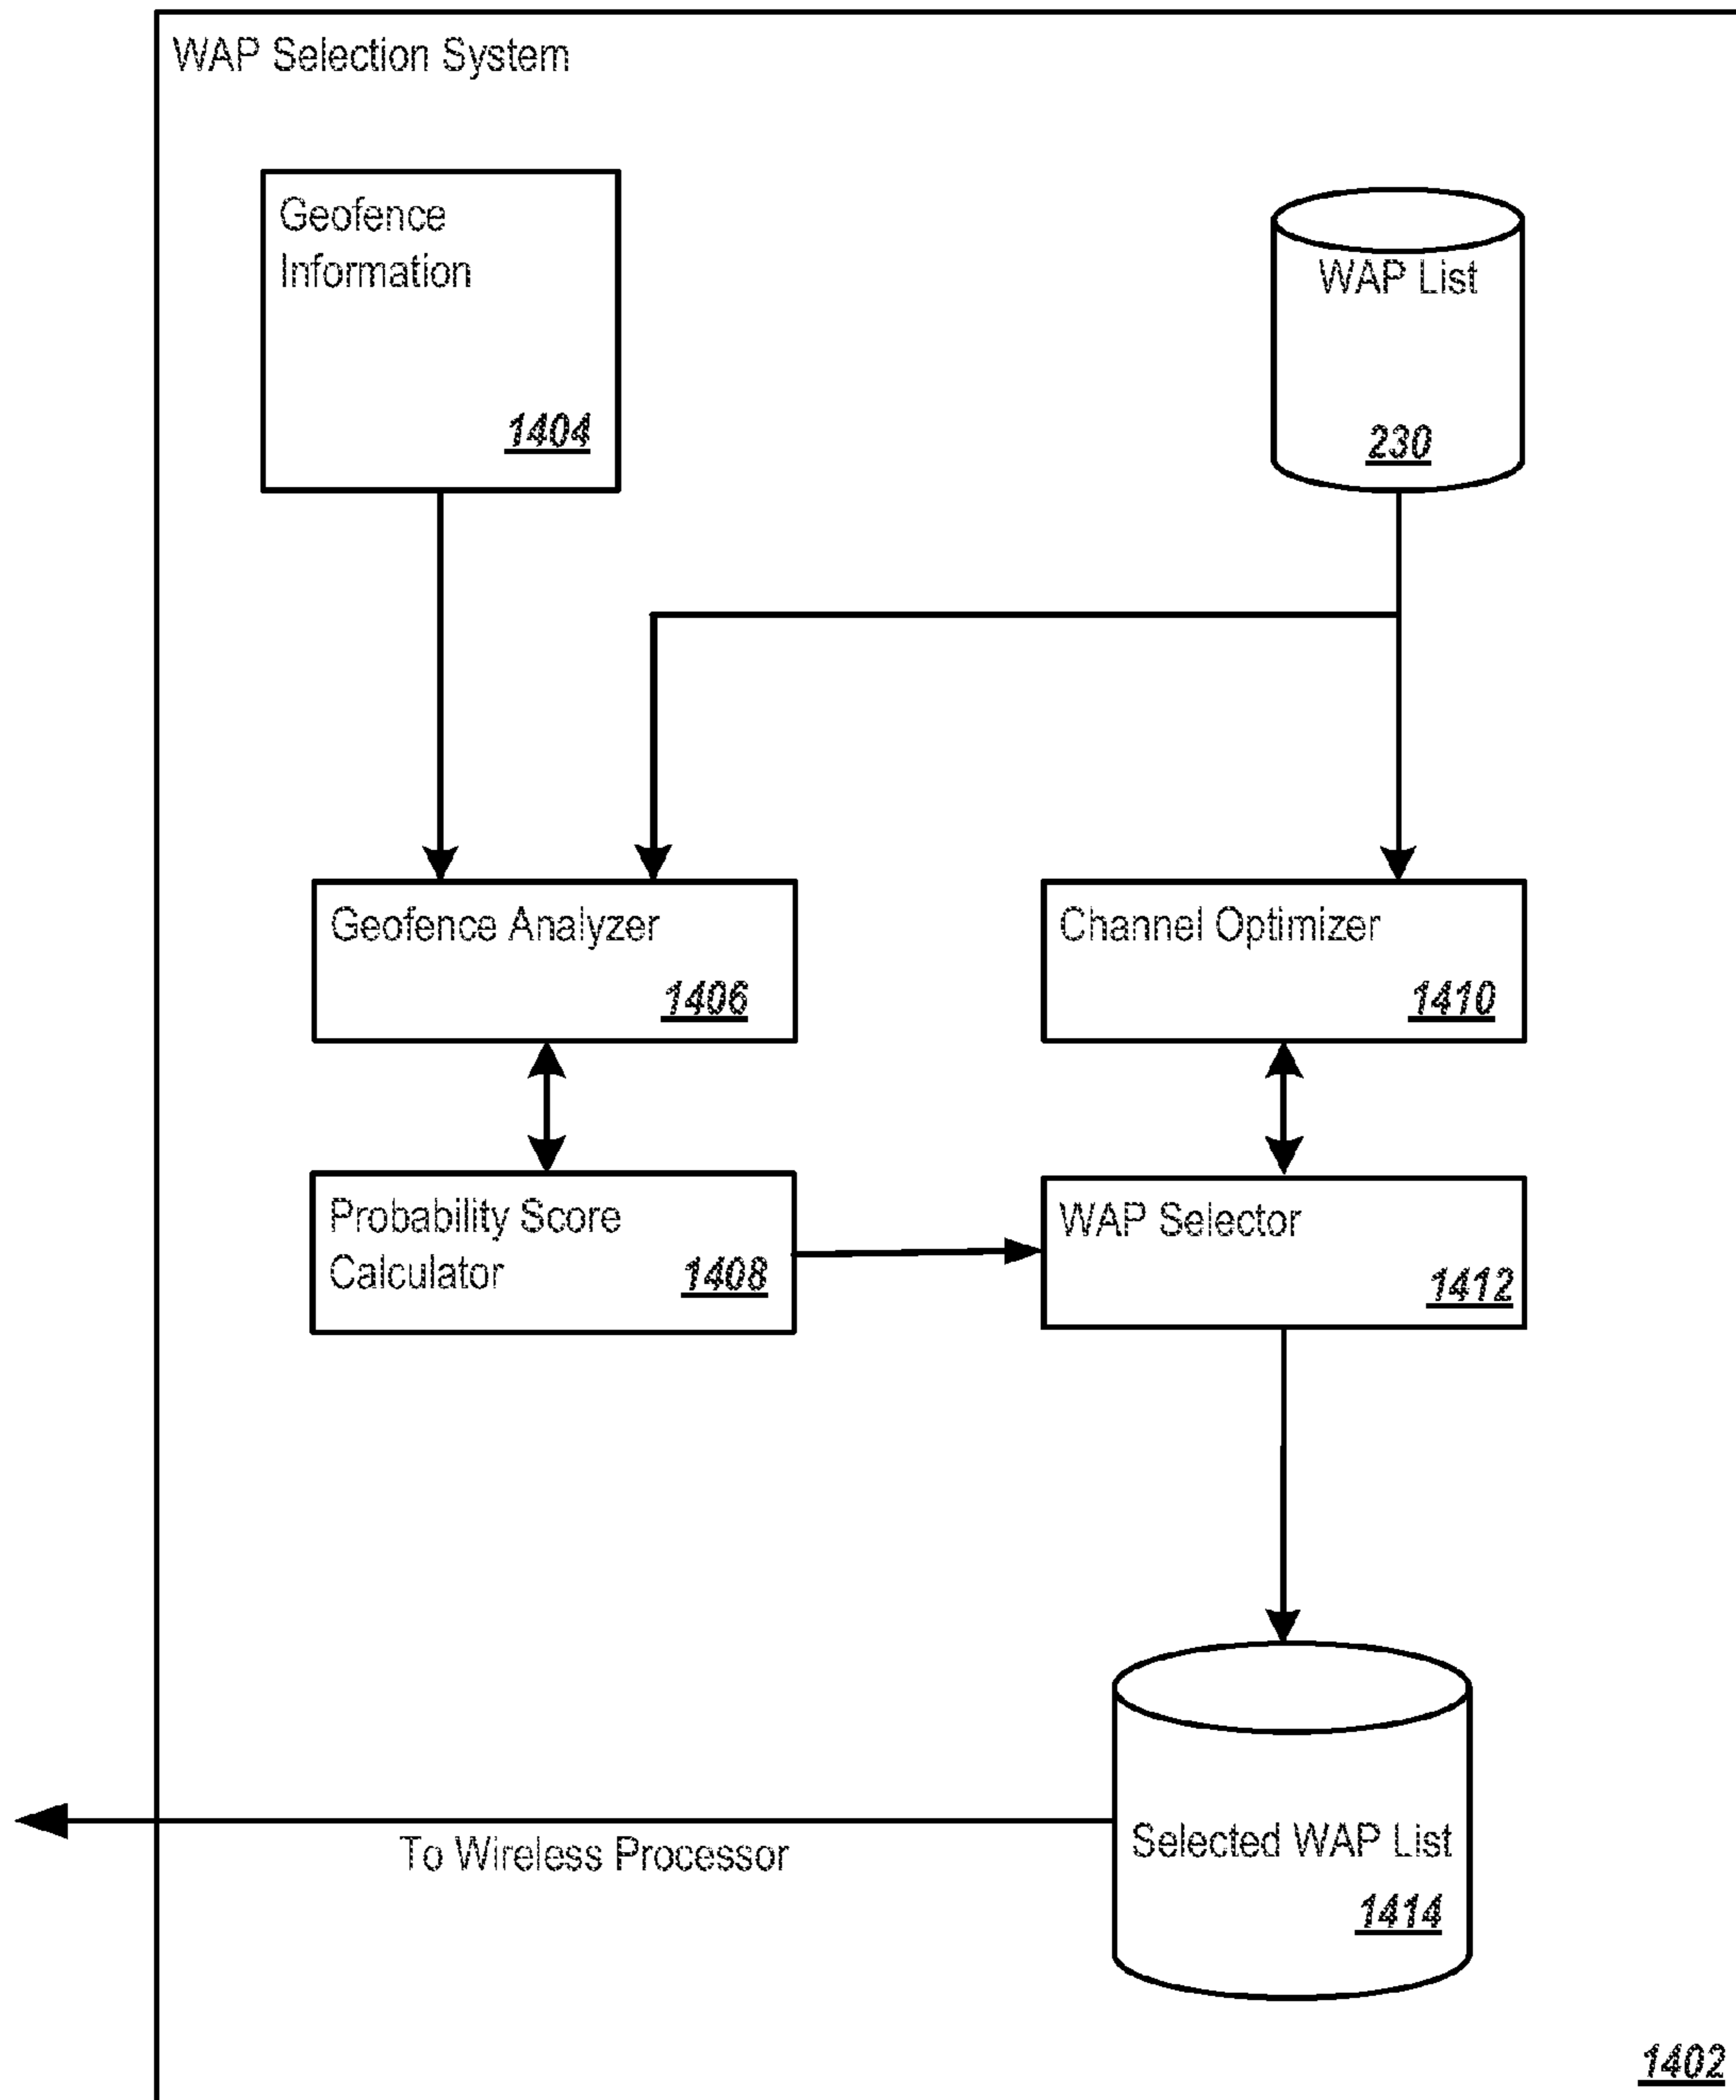 WAP Selection System
Geofence
Information
1404
WAP List
230
Geofence Analyzer
1406
Channel Optimizer
1410
Probability Score
Calculator
1408
WAP Selector
1412
To Wireless Processor
Selected WAP List
1414
1402